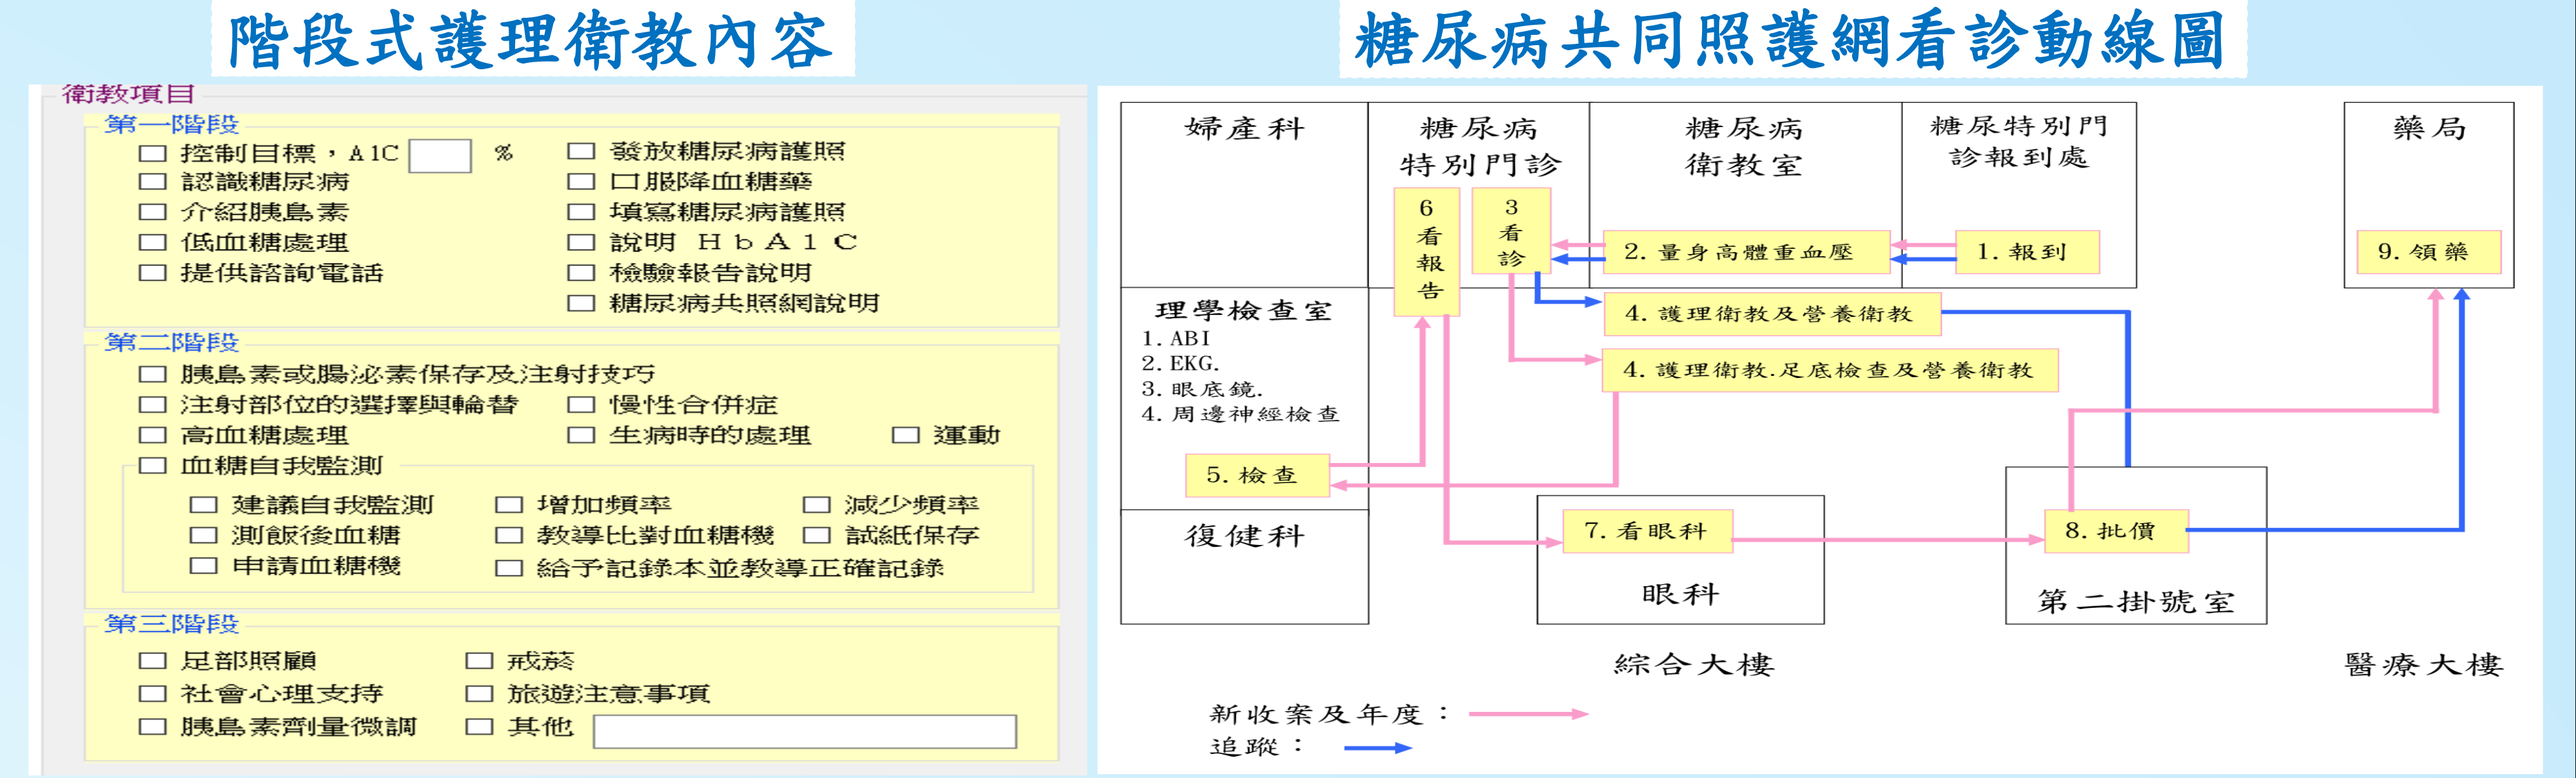 階段式護理衛教內容
衛教項目
第一階段
控制目標，A1C %
發放糖尿病護照
認識糖尿病
口服降血糖藥
介紹胰島素
填寫糖尿病護照
低血糖處理
說明 HbA1C
提供諮詢電話
檢驗報告說明
糖尿病共照網說明
第二階段
胰島素或腸泌素保存及注射技巧
注射部位的選擇與輪替
慢性合併症
高血糖處理
生病時的處理
運動
血糖自我監測
建議自我監測
增加頻率
減少頻率
測飯後血糖
教導比對血糖機
試紙保存
申請血糖機
給予記錄本並教導正確記錄
第三階段
足部照顧
戒菸
社會心理支持
旅遊注意事項
胰島素劑量微調
其他
糖尿病共同照護網看診動線圖
婦產科
糖尿病
特別門診
糖尿病
衛教室
糖尿特別門
診報到處
藥局
6
看
報
告
3
看
診
2.量身高體重血壓
1.報到
9.領藥
4.護理衛教及營養衛教
理學檢查室
1.ABI
2.EKG.
3.眼底鏡.
4.周邊神經檢查
4.護理衛教.足底檢查及營養衛教
5.檢查
復健科
7.看眼科
眼科
8.批價
第二掛號室
綜合大樓
醫療大樓
新收案及年度：
追蹤：